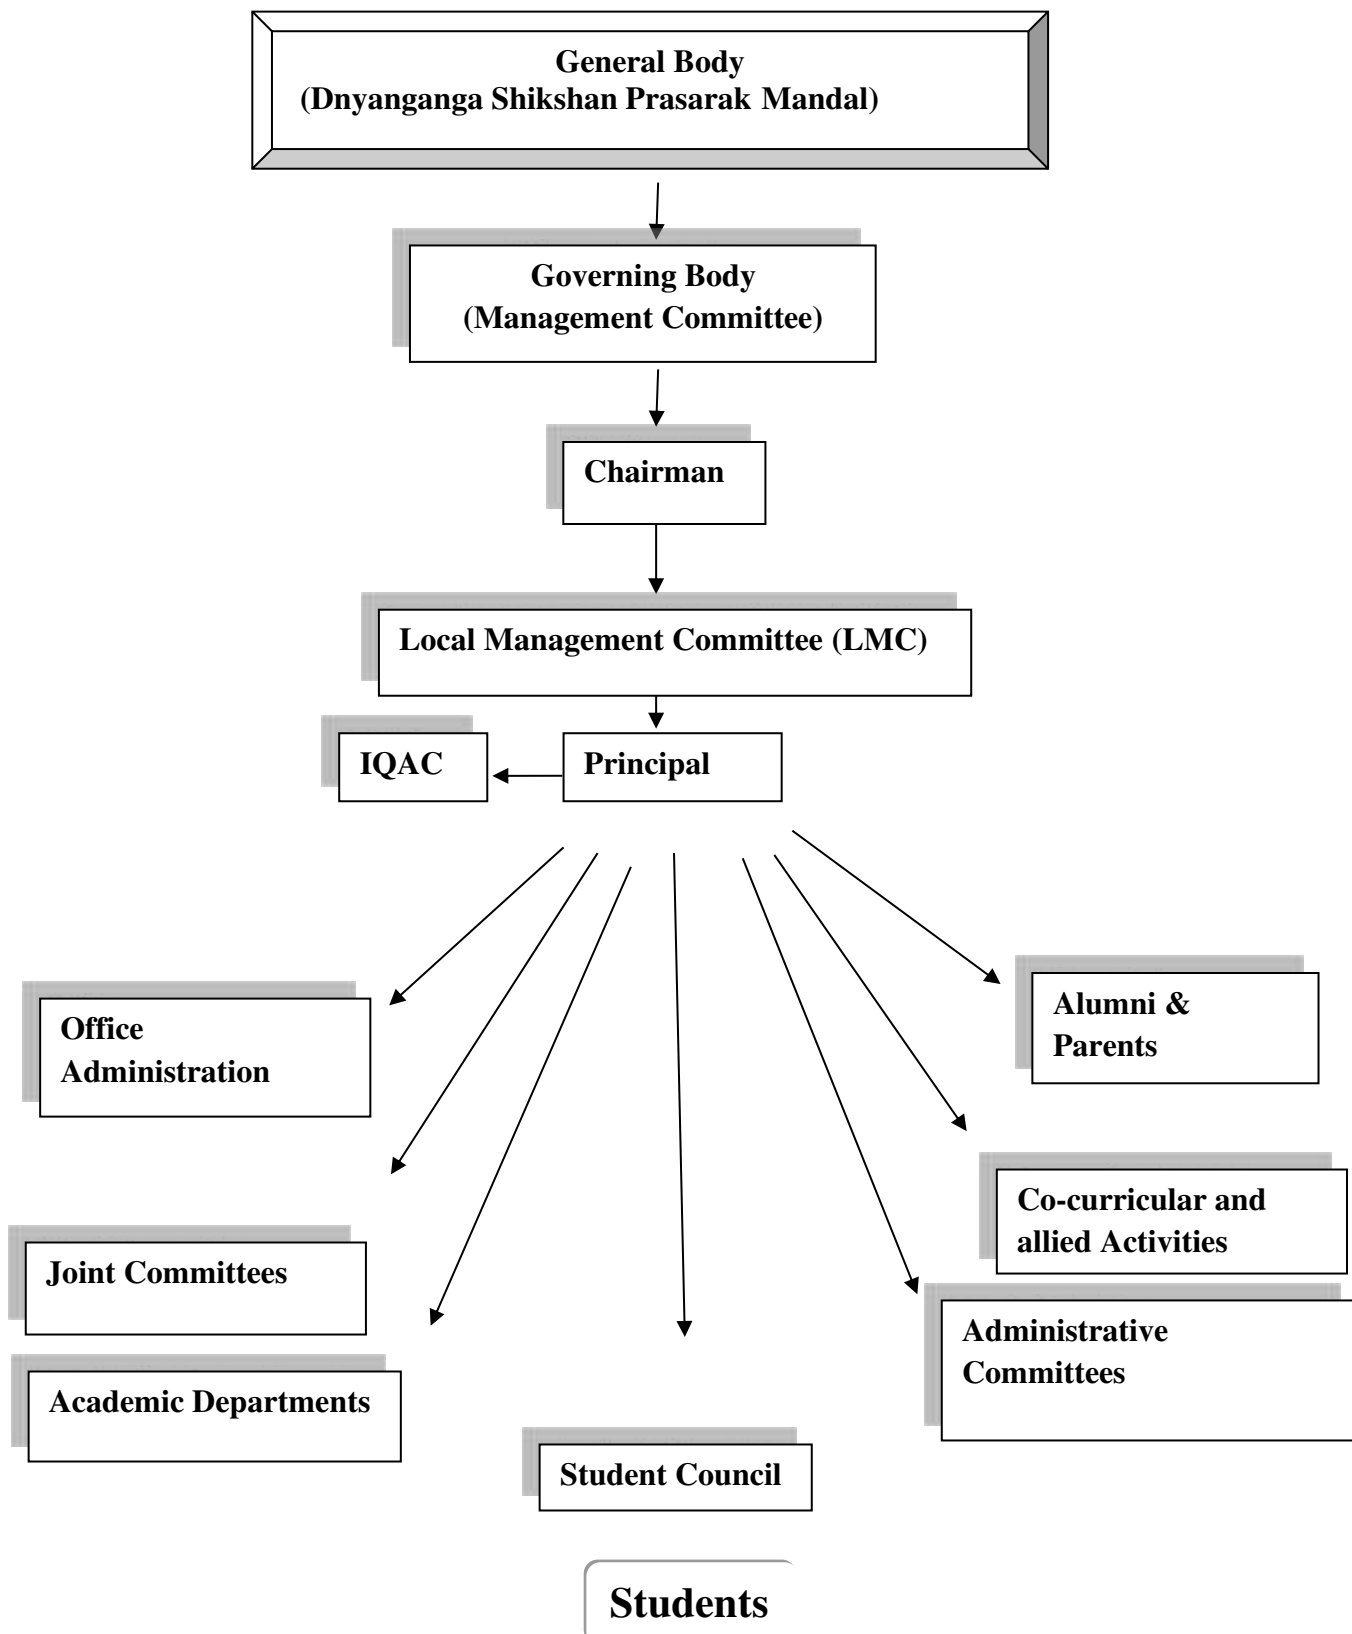 General Body
(Dnyanganga Shikshan Prasarak Mandal)
Governing Body
(Management Committee)
Chairman
Local Management Committee (LMC)
IQAC
Principal
Office
Administration
Alumni &
Parents
Joint Committees
Co-curricular and
allied Activities
Academic Departments
Administrative
Committees
Student Council
Students